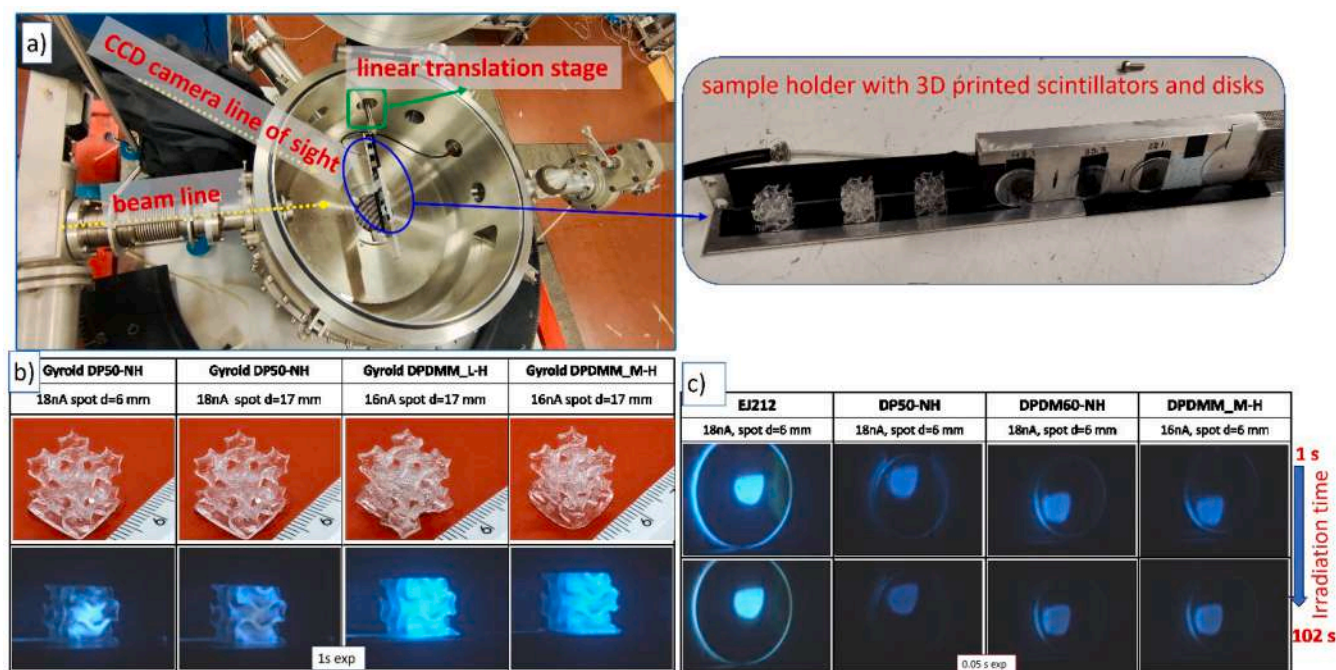 a)
CCD camera line of sight
linear translation stage
beam line
sample holder with 3D printed scintillators and disks
b)
Gyroid DP50-NH
Gyroid DP50-NH
Gyroid DPDMM_L-H
Gyroid DPDMM_M-H
18nA spot d=6 mm
18nA spot d=17 mm
16nA spot d=17 mm
16nA spot d=17 mm
1s exp
c)
EJ212
DP50-NH
DPDM60-NH
DPDMM_M-H
18nA, spot d=6 mm
18nA, spot d=6 mm
18nA, spot d=6 mm
16nA, spot d=6 mm
1 s
Irradiation time
102 s
0.05 s exp